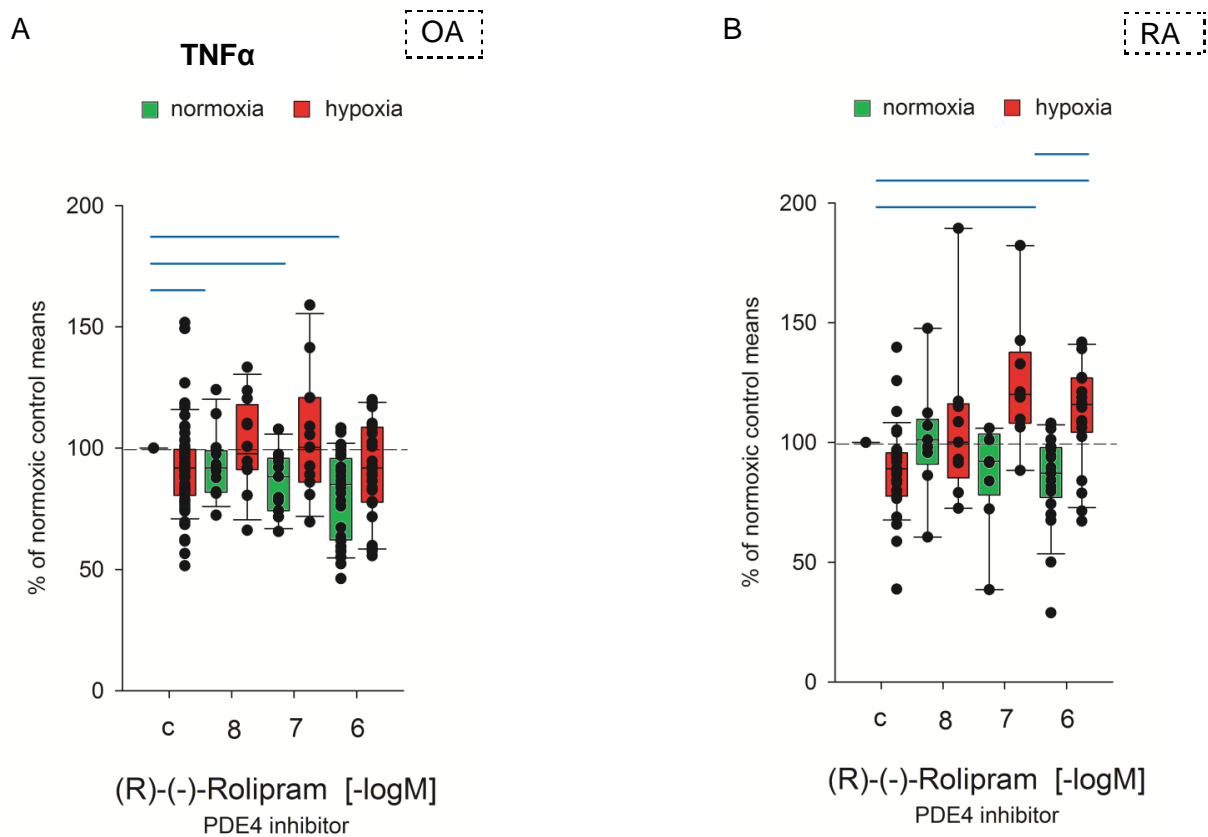 A
OA
TNFα
normoxia hypoxia
% of normoxic control means
200
150
100
50
0
c 8 7 6
(R)-(-)-Rolipram [-logM]
PDE4 inhibitor
B
RA
normoxia hypoxia
% of normoxic control means
200
150
100
50
0
c 8 7 6
(R)-(-)-Rolipram [-logM]
PDE4 inhibitor